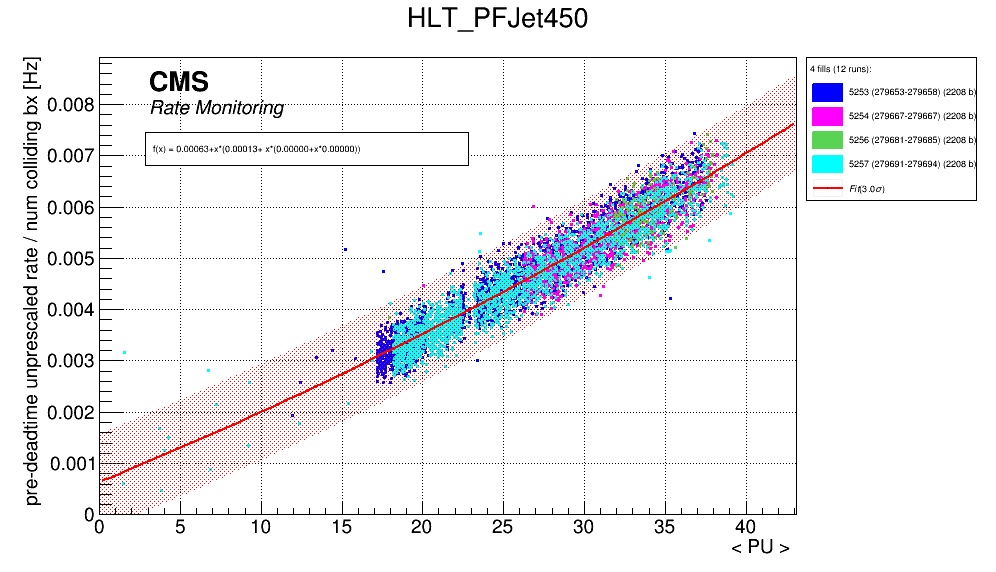 HLT_PFJet450
pre-deadtime unprescaled rate / num colliding bx [Hz]
CMS
Rate Monitoring
f(x) = 0.00063+x*(0.00013+ x*(0.00000+x*0.00000))
0.008
0.007
0.006
0.005
0.004
0.003
0.002
0.001
0
0 5 10 15 20 25 30 35 40
< PU >
4 fills (12 runs):
5253 (279653-279658) (2208 b)
5254 (279667-279667) (2208 b)
5256 (279681-279685) (2208 b)
5257 (279691-279694) (2208 b)
Fit(3.0σ)